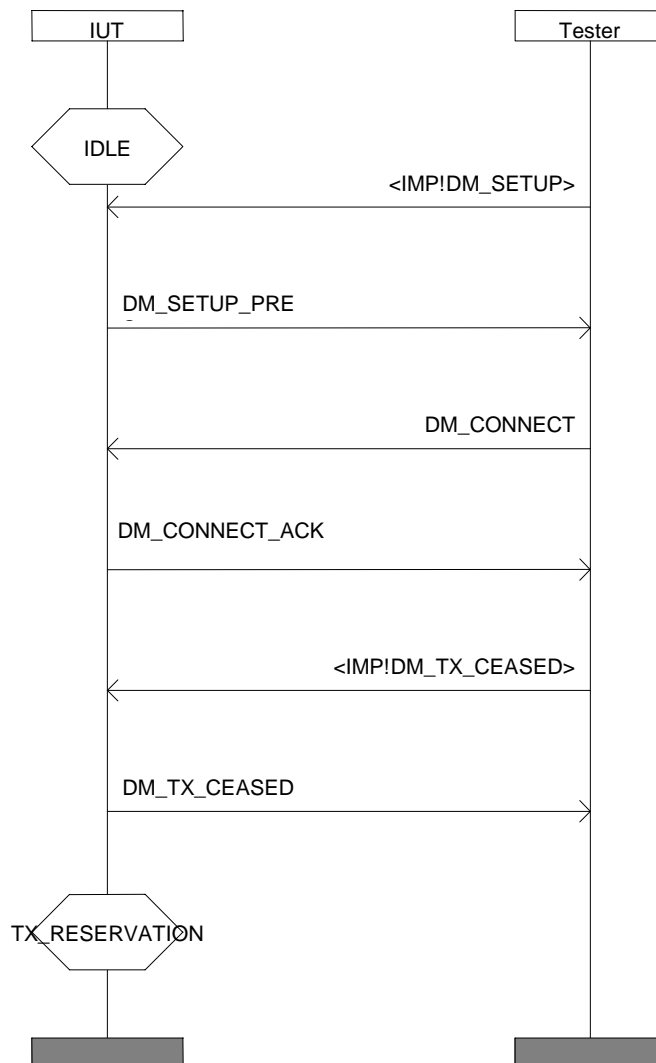 IUT
Tester
IDLE
<IMP!DM_SETUP>
DM_SETUP_PRE
DM_CONNECT
DM_CONNECT_ACK
<IMP!DM_TX_CEASED>
DM_TX_CEASED
TX_RESERVATION